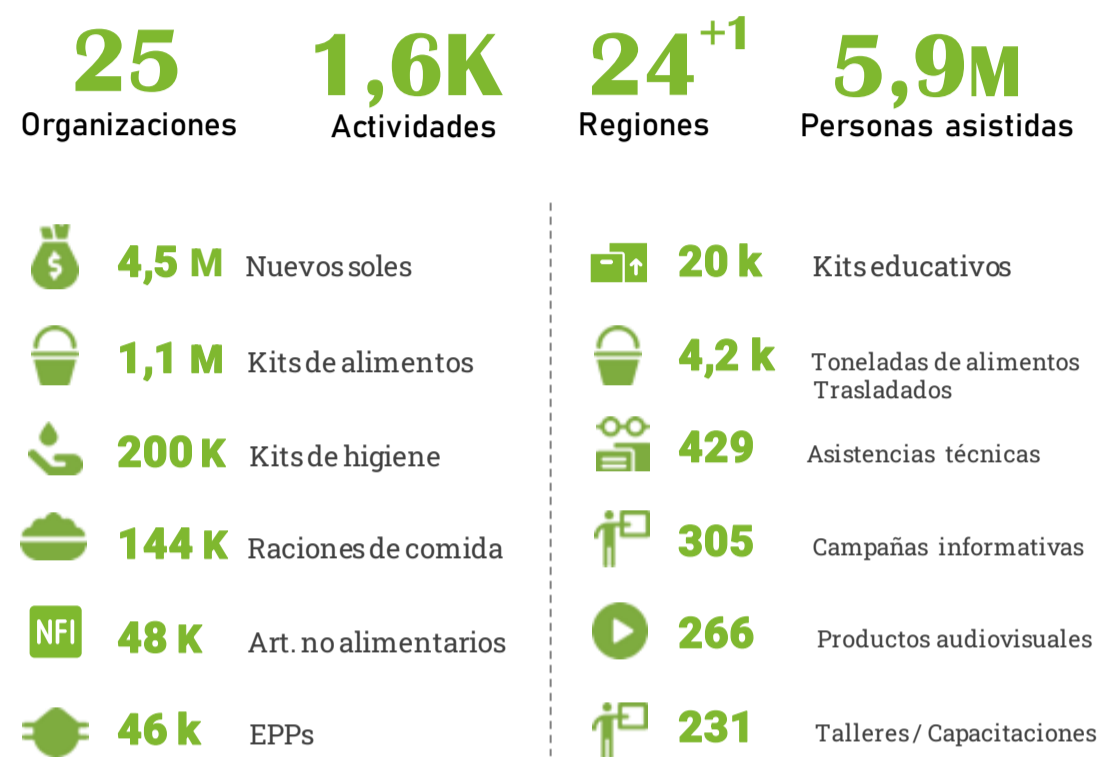 25
Organizaciones
1,6K
Actividades
24+1
Regiones
5,9M
Personas asistidas
$
4,5 M Nuevos soles
1,1 M Kits de alimentos
200 K Kits de higiene
144 K Raciones de comida
NFI
48 K Art. no alimentarios
46 k EPPs
20 k Kits educativos
4,2 k Toneladas de alimentos
Trasladados
429 Asistencias técnicas
305 Campañas informativas
266 Productos audiovisuales
231 Talleres / Capacitaciones